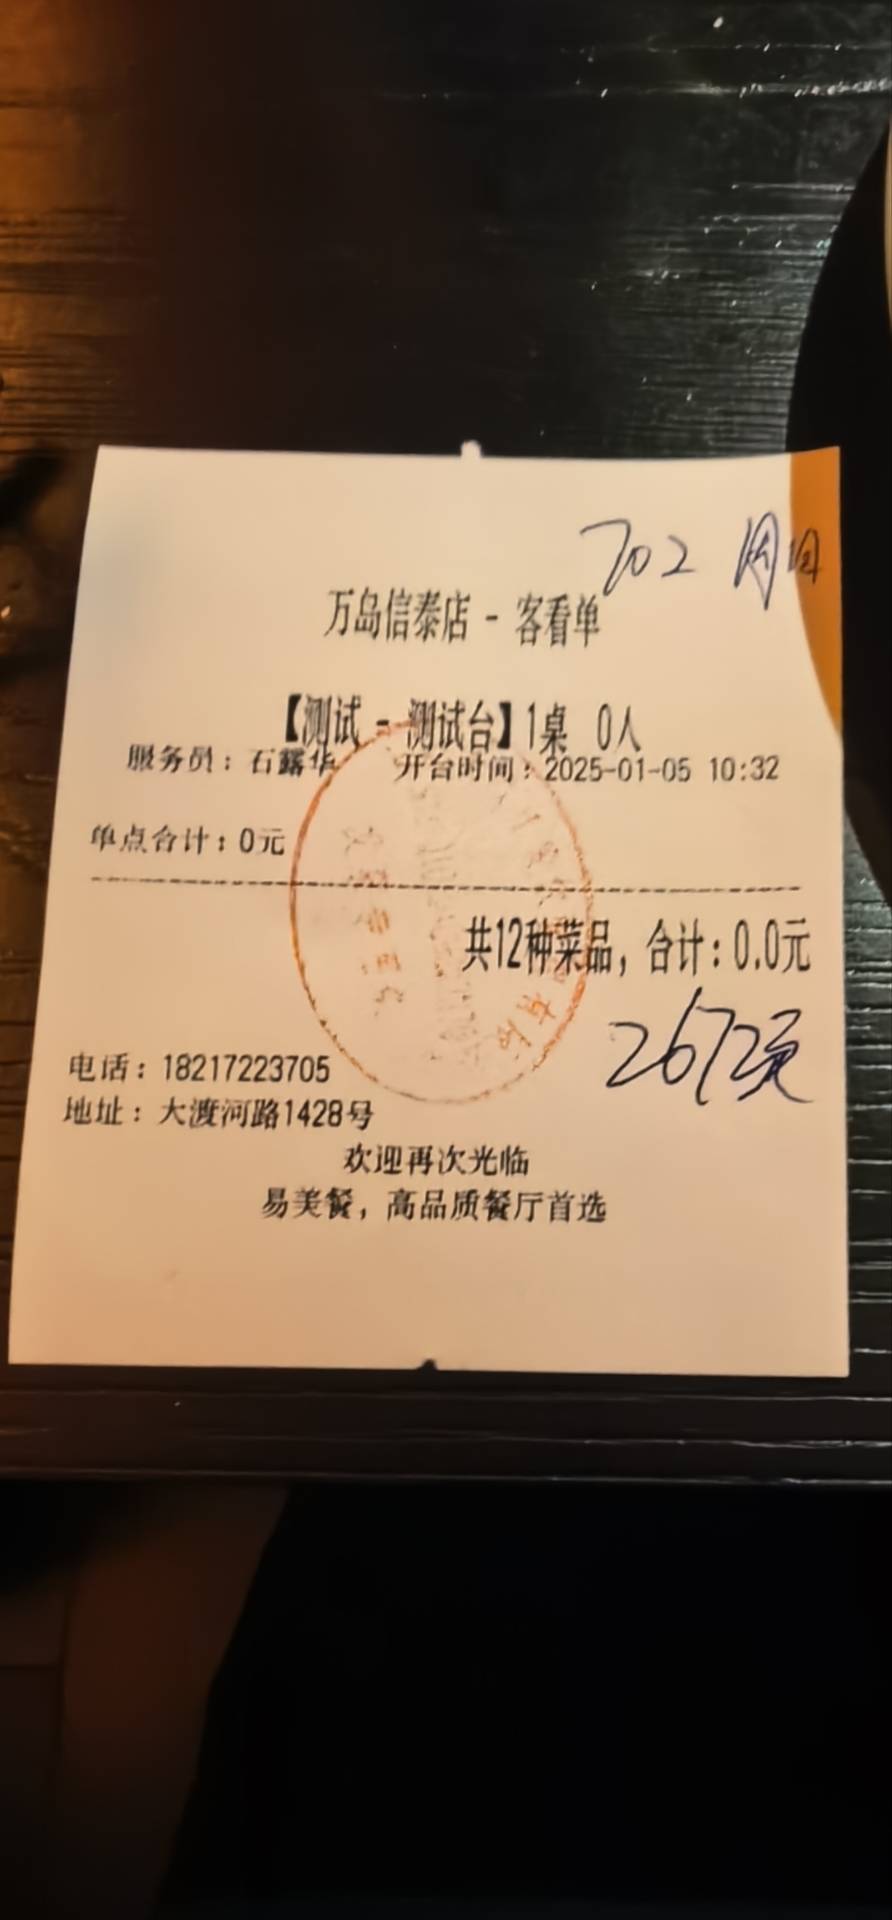 702
万岛信泰店 - 客看单
【测试 - 测试台】1桌 0人
服务员：石露华 开台时间：2025-01-05 10:32
单点合计：0元
共12种菜品，合计：0.0元
2672元
电话：18217223705
地址：大渡河路1428号
欢迎再次光临
易美餐，高品质餐厅首选